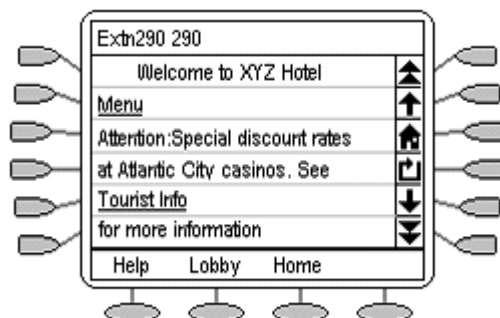 Extn290 290
Welcome to XYZ Hotel
Menu
Attention:Special discount rates
at Atlantic City casinos. See
Tourist Info
for more information
Help Lobby Home